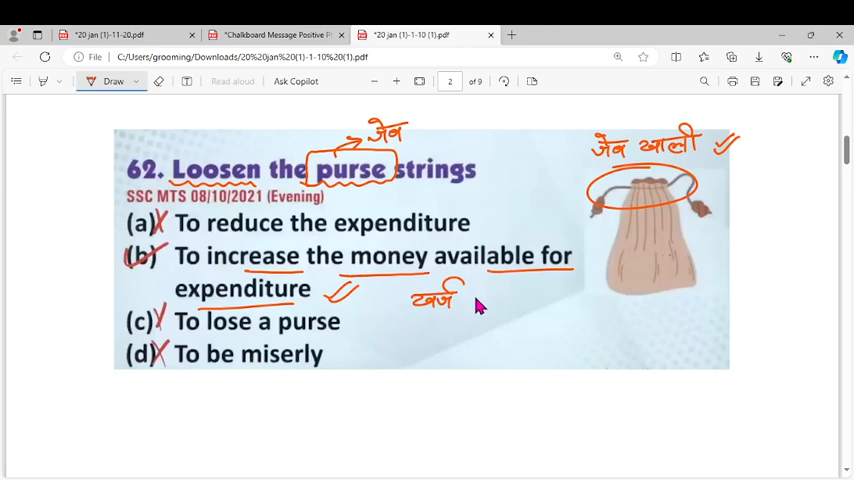 *20 jan (1)-11-20.pdf
*Chalkboard Message Positive P
*20 jan (1)-1-10 (1).pdf
File
C:/Users/grooming/Downloads/20%20jan%20(1)-1-10%20(1).pdf
Draw
Read aloud
Ask Copilot
2
of 9
जेब
जेब खाली
62. Loosen the purse strings
SSC MTS 08/10/2021 (Evening)
(a) To reduce the expenditure
(b) To increase the money available for
expenditure
खर्ज
(c) To lose a purse
(d) To be miserly